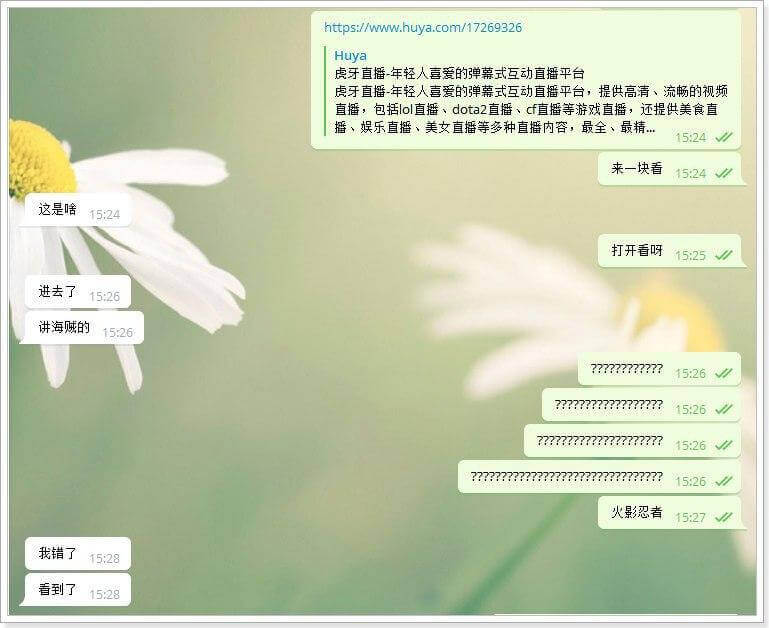 https://www.huya.com/17269326
Huya
虎牙直播-年轻人喜爱的弹幕式互动直播平台
虎牙直播-年轻人喜爱的弹幕式互动直播平台，提供高清、流畅的视频
直播，包括lol直播、dota2直播、cf直播等游戏直播，还提供美食直
播、娱乐直播、美女直播等多种直播内容，最全、最精...
15:24
来一块看 15:24
这是啥 15:24
打开看呀 15:25
进去了 15:26
讲海贼的 15:26
???????????? 15:26
?????????????????? 15:26
????????????????????? 15:26
???????????????????????????????? 15:26
火影忍者 15:27
我错了 15:28
看到了 15:28